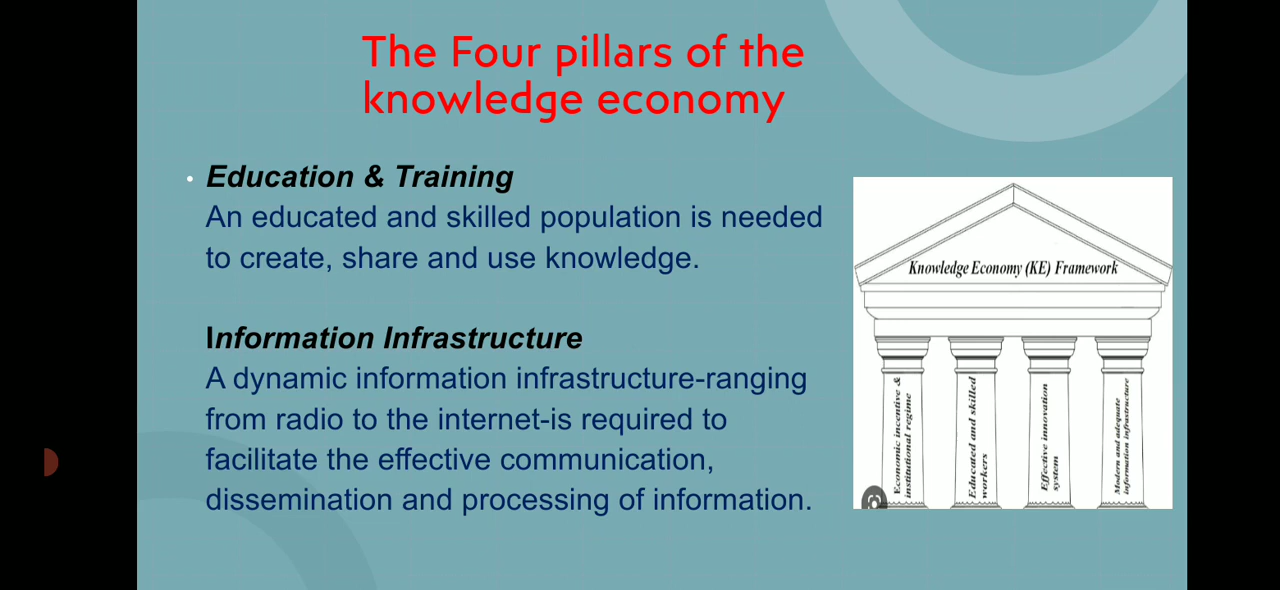 The Four pillars of the
knowledge economy
• Education & Training
An educated and skilled population is needed
to create, share and use knowledge.
Information Infrastructure
A dynamic information infrastructure-ranging
from radio to the internet-is required to
facilitate the effective communication,
dissemination and processing of information.
Knowledge Economy (KE) Framework
Economic incentive &
institutional regime
Educated and skilled
workers
Effective innovation
system
Modern and adequate
information infrastructure